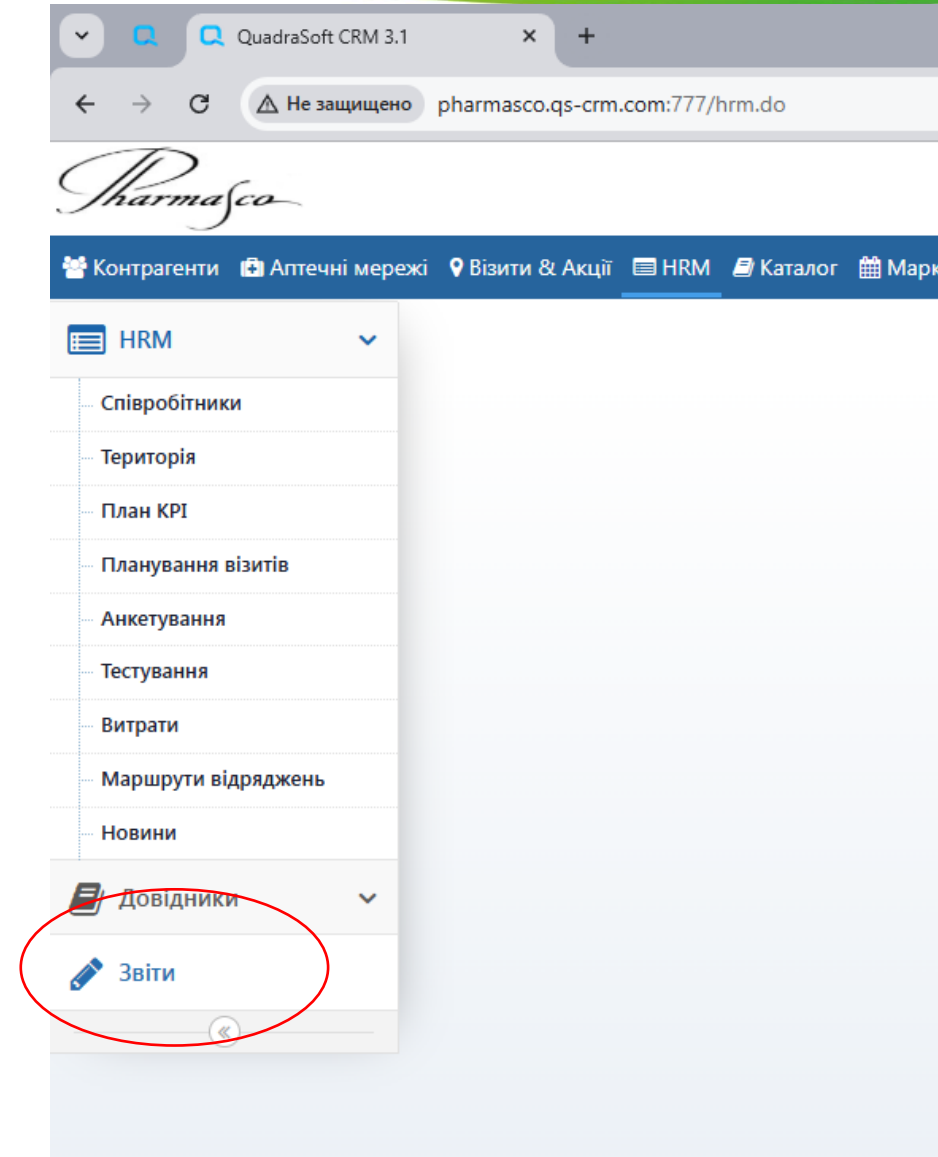 QuadraSoft CRM 3.1
Не защищено pharmasco.qs-crm.com:777/hrm.do
Pharmasco
Контрагенти Аптечні мережі Візити & Акції HRM Каталог Марк
HRM
Співробітники
Територія
План KPI
Планування візитів
Анкетування
Тестування
Витрати
Маршрути відряджень
Новини
Довідники
Звіти